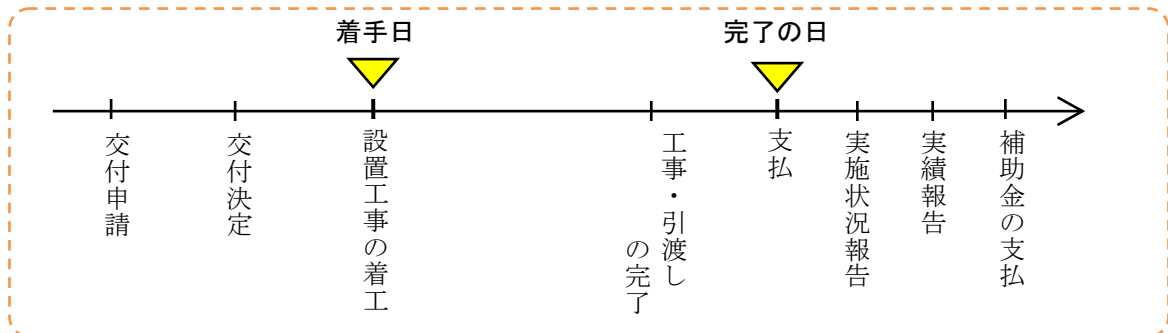 着手日
完了の日
交付申請
交付決定
設置工事の着工
工事・引渡し
の完了
支払
実施状況報告
実績報告
補助金の支払